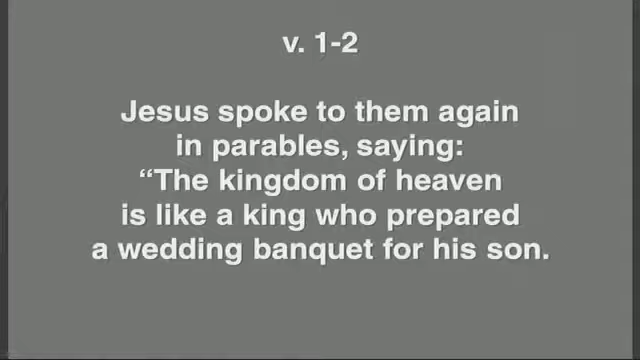 v. 1-2
Jesus spoke to them again
in parables, saying:
“The kingdom of heaven
is like a king who prepared
a wedding banquet for his son.